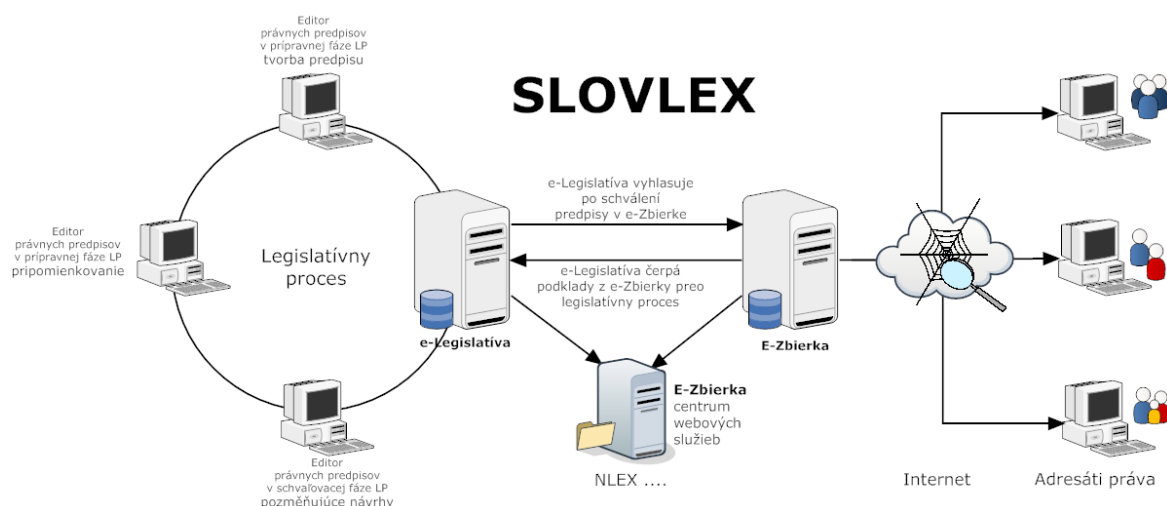 Editor
právnych predpisov
v prípravnej fáze LP
tvorba predpisu
SLOVLEX
Editor
právnych predpisov
v prípravnej fáze LP
pripomienkovanie
Legislatívny
proces
e-Legislatíva vyhlasuje
po schválení
predpisy v e-Zbierke
e-Legislatíva čerpá
podklady z e-Zbierky preo
legislatívny proces
e-Legislatíva
E-Zbierka
E-Zbierka
centrum
webových
služieb
NLEX ....
Internet
Adresáti práva
Editor
právnych predpisov
v schvaľovacej fáze LP
pozměňujúce návrhy